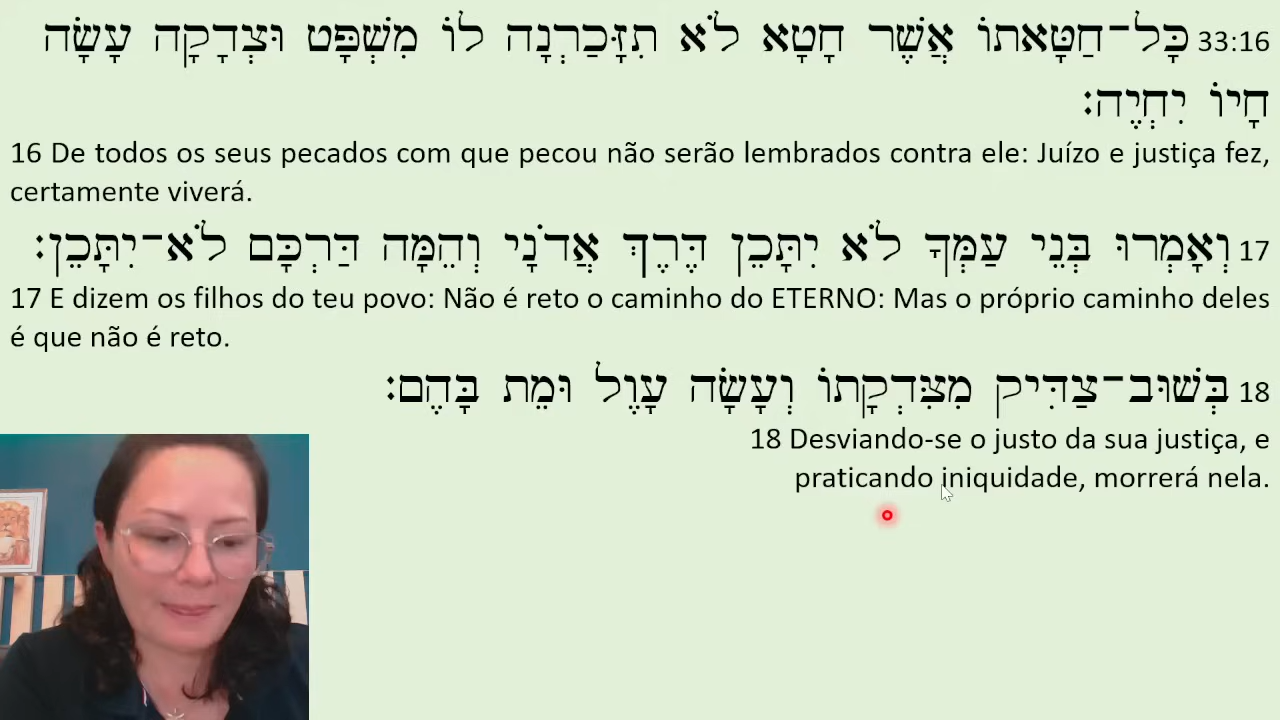 33:16 כָּל־חַטָּאתוֹ אֲשֶׁר חָטָא לֹא תִזָּכַרְנָה לוֹ מִשְׁפָּט וּצְדָקָה עָשָׂה
חָיוֹ יִחְיֶה׃
16 De todos os seus pecados com que pecou não serão lembrados contra ele: Juízo e justiça fez,
certamente viverá.
17 וְאָמְרוּ בְּנֵי עַמְּךָ לֹא יִתָּכֵן דֶּרֶךְ אֲדֹנָי וְהֵמָּה דַּרְכָּם לֹא־יִתָּכֵן׃
17 E dizem os filhos do teu povo: Não é reto o caminho do ETERNO: Mas o próprio caminho deles
é que não é reto.
18 בְּשׁוּב־צַדִּיק מִצִּדְקָתוֹ וְעָשָׂה עָוֶל וּמֵת בָּהֶם׃
18 Desviando-se o justo da sua justiça, e
praticando iniquidade, morrerá nela.